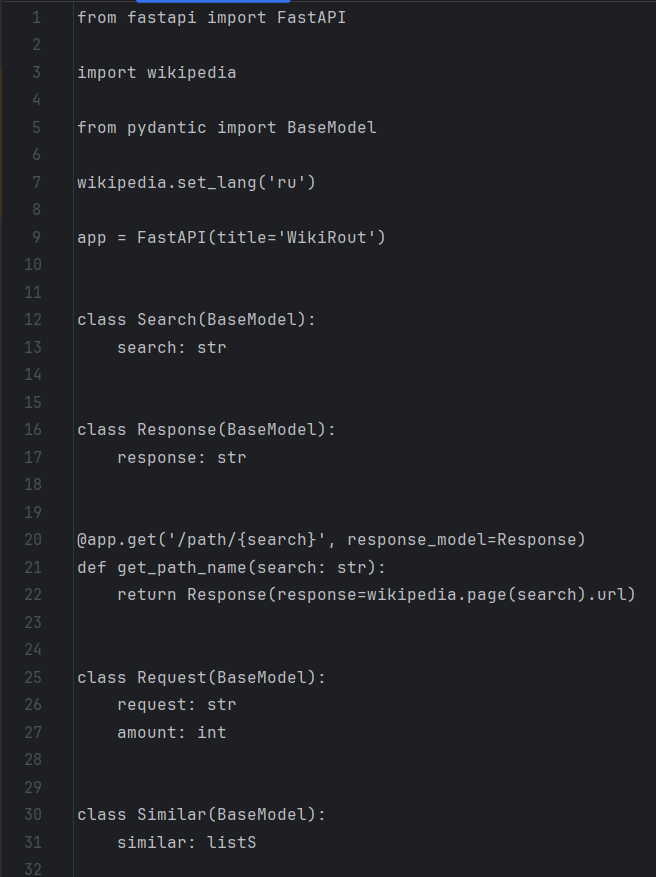 1 from fastapi import FastAPI
2
3 import wikipedia
4
5 from pydantic import BaseModel
6
7 wikipedia.set_lang('ru')
8
9 app = FastAPI(title='WikiRout')
10
11
12 class Search(BaseModel):
13     search: str
14
15
16 class Response(BaseModel):
17     response: str
18
19
20 @app.get('/path/{search}', response_model=Response)
21 def get_path_name(search: str):
22     return Response(response=wikipedia.page(search).url)
23
24
25 class Request(BaseModel):
26     request: str
27     amount: int
28
29
30 class Similar(BaseModel):
31     similar: listS
32